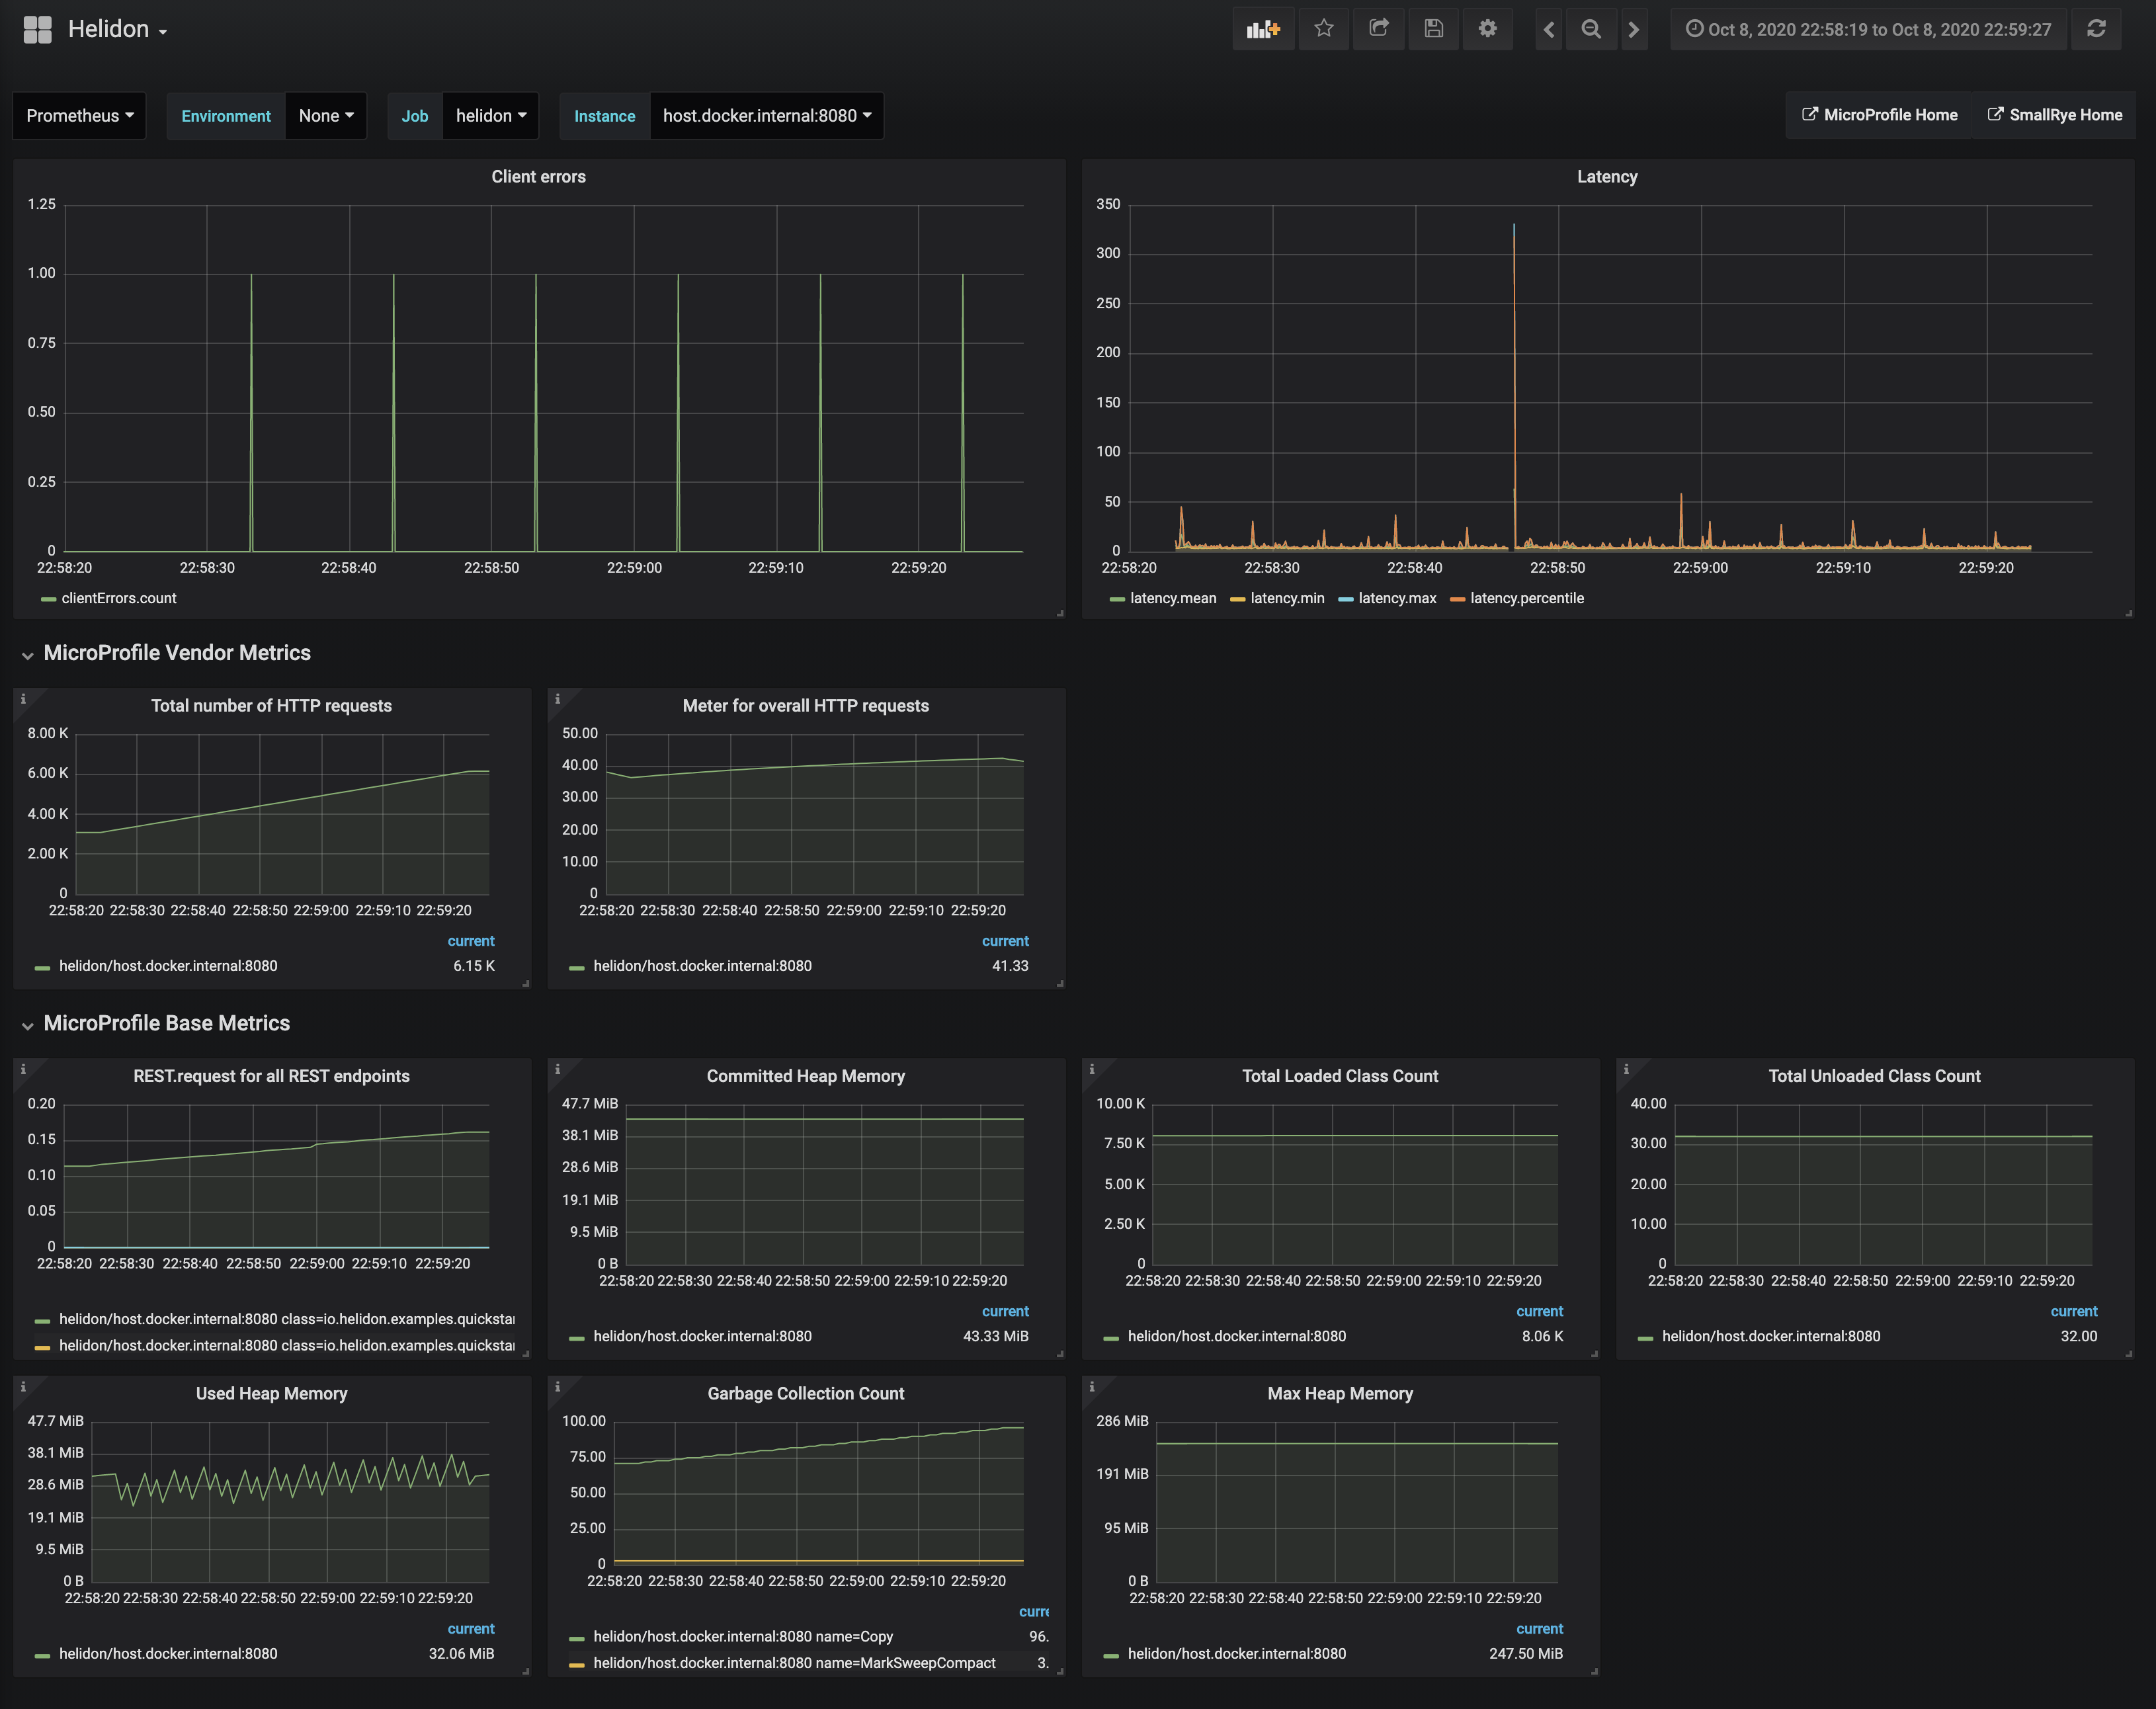 Helidon
Oct 8, 2020 22:58:19 to Oct 8, 2020 22:59:27
Prometheus Environment None Job helidon Instance host.docker.internal:8080 MicroProfile Home SmallRye Home
Client errors
1.25
1.00
0.75
0.50
0.25
0
22:58:20 22:58:30 22:58:40 22:58:50 22:59:00 22:59:10 22:59:20
clientErrors.count
Latency
350
300
250
200
150
100
50
0
22:58:20 22:58:30 22:58:40 22:58:50 22:59:00 22:59:10 22:59:20
latency.mean latency.min latency.max latency.percentile
MicroProfile Vendor Metrics
Total number of HTTP requests
8.00 K
6.00 K
4.00 K
2.00 K
0
22:58:20 22:58:30 22:58:40 22:58:50 22:59:00 22:59:10 22:59:20
current
helidon/host.docker.internal:8080 6.15 K
Meter for overall HTTP requests
50.00
40.00
30.00
20.00
10.00
0
22:58:20 22:58:30 22:58:40 22:58:50 22:59:00 22:59:10 22:59:20
current
helidon/host.docker.internal:8080 41.33
MicroProfile Base Metrics
REST.request for all REST endpoints
0.20
0.15
0.10
0.05
0
22:58:20 22:58:30 22:58:40 22:58:50 22:59:00 22:59:10 22:59:20
helidon/host.docker.internal:8080 class=io.helidon.examples.quickstar
helidon/host.docker.internal:8080 class=io.helidon.examples.quickstar
Committed Heap Memory
47.7 MiB
38.1 MiB
28.6 MiB
19.1 MiB
9.5 MiB
0 B
22:58:20 22:58:30 22:58:40 22:58:50 22:59:00 22:59:10 22:59:20
current
helidon/host.docker.internal:8080 43.33 MiB
Total Loaded Class Count
10.00 K
7.50 K
5.00 K
2.50 K
0
22:58:20 22:58:30 22:58:40 22:58:50 22:59:00 22:59:10 22:59:20
current
helidon/host.docker.internal:8080 8.06 K
Total Unloaded Class Count
40.00
30.00
20.00
10.00
0
22:58:20 22:58:30 22:58:40 22:58:50 22:59:00 22:59:10 22:59:20
current
helidon/host.docker.internal:8080 32.00
Used Heap Memory
47.7 MiB
38.1 MiB
28.6 MiB
19.1 MiB
9.5 MiB
0 B
22:58:20 22:58:30 22:58:40 22:58:50 22:59:00 22:59:10 22:59:20
current
helidon/host.docker.internal:8080 32.06 MiB
Garbage Collection Count
100.00
75.00
50.00
25.00
0
22:58:20 22:58:30 22:58:40 22:58:50 22:59:00 22:59:10 22:59:20
curre
helidon/host.docker.internal:8080 name=Copy 96.
helidon/host.docker.internal:8080 name=MarkSweepCompact 3.
Max Heap Memory
286 MiB
191 MiB
95 MiB
0 B
22:58:20 22:58:30 22:58:40 22:58:50 22:59:00 22:59:10 22:59:20
current
helidon/host.docker.internal:8080 247.50 MiB